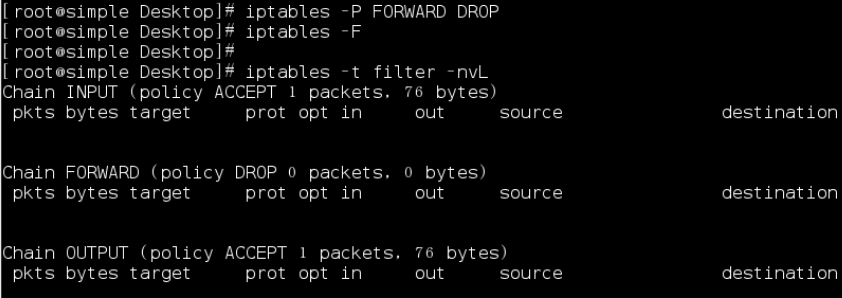 [root@simple Desktop]# iptables -P FORWARD DROP
[root@simple Desktop]# iptables -F
[root@simple Desktop]#
[root@simple Desktop]# iptables -t filter -nvL
Chain INPUT (policy ACCEPT 1 packets, 76 bytes)
 pkts bytes target     prot opt in     out     source               destination

Chain FORWARD (policy DROP 0 packets, 0 bytes)
 pkts bytes target     prot opt in     out     source               destination

Chain OUTPUT (policy ACCEPT 1 packets, 76 bytes)
 pkts bytes target     prot opt in     out     source               destination